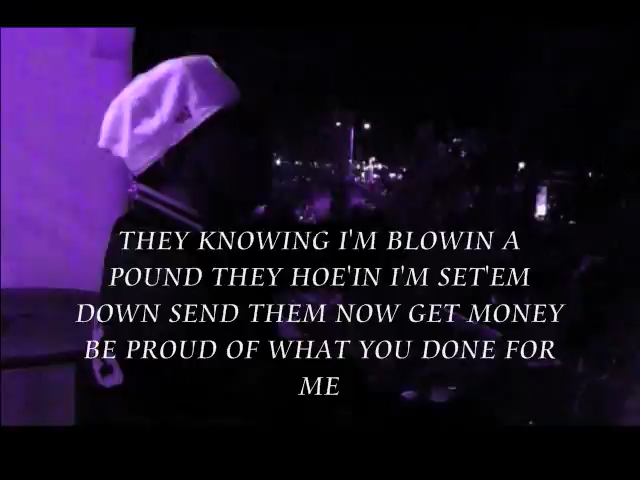 THEY KNOWING I'M BLOWIN A
POUND THEY HOE'IN I'M SET'EM
DOWN SEND THEM NOW GET MONEY
BE PROUD OF WHAT YOU DONE FOR
ME